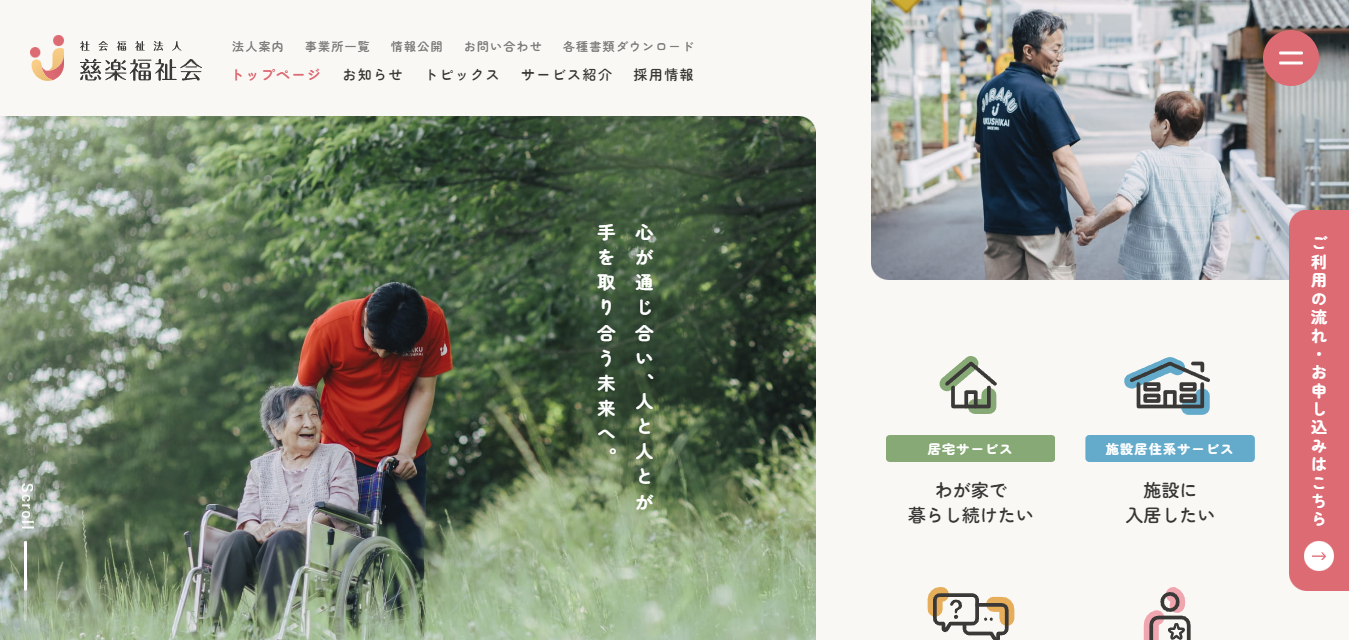 社会福祉法人
慈楽福祉会
法人案内 事業所一覧 情報公開 お問い合わせ 各種書類ダウンロード
トップページ お知らせ トピックス サービス紹介 採用情報
心が通じ合い、人と人とが
手を取り合う未来へ。
Scroll
JIRAKU
FUKUSHIKAI
ご利用の流れ・お申し込みはこちら
居宅サービス
わが家で
暮らし続けたい
施設居住系サービス
施設に
入居したい